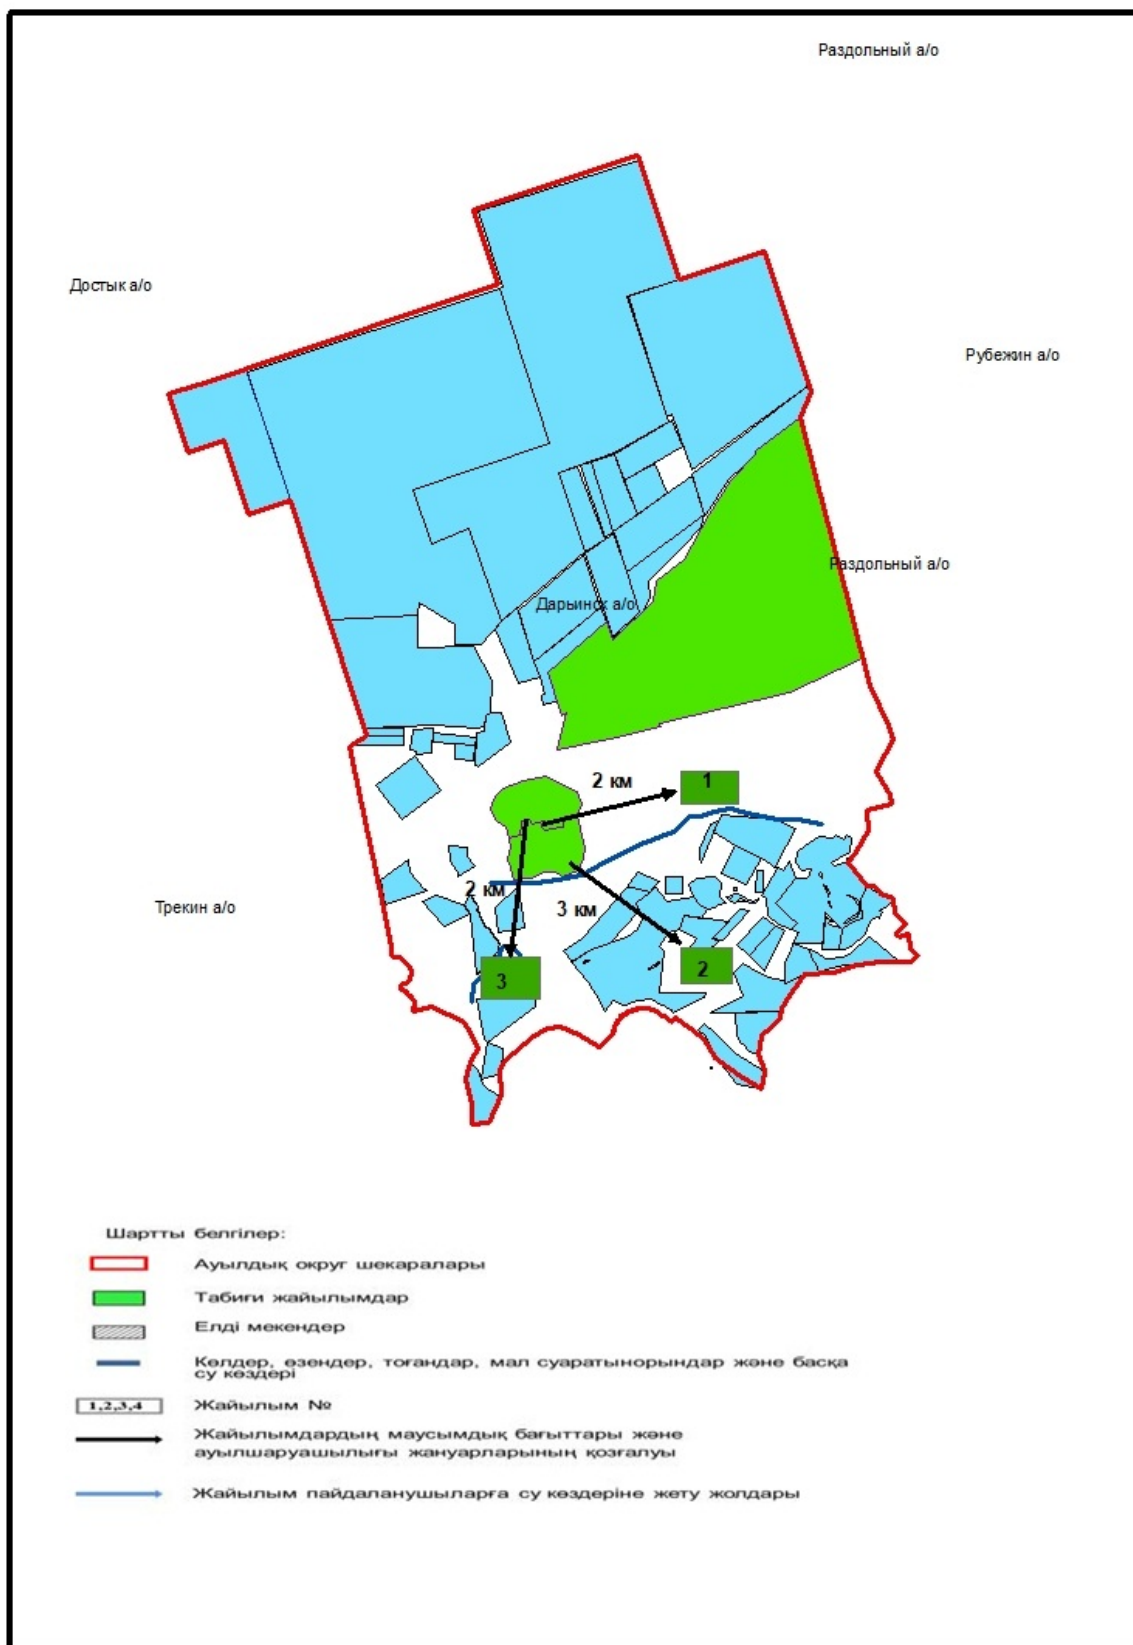 Раздольный а/о
Достык а/о
Рубежин а/о
Раздольный а/о
Дарьинск а/о
2 км
1
2 км
3 км
Трекин а/о
3
2
Шартты белгілер:
Ауылдық округ шекаралары
Табиғи жайылымдар
Елді мекендер
Көлдер, өзендер, тоғандар, мал суаратынорындар және басқа
су көздері
1,2,3,4 Жайылым №
Жайылымдардың маусымдық бағыттары және
ауылшаруашылығы жануарларының қозғалуы
Жайылым пайдаланушыларға су көздеріне жету жолдары